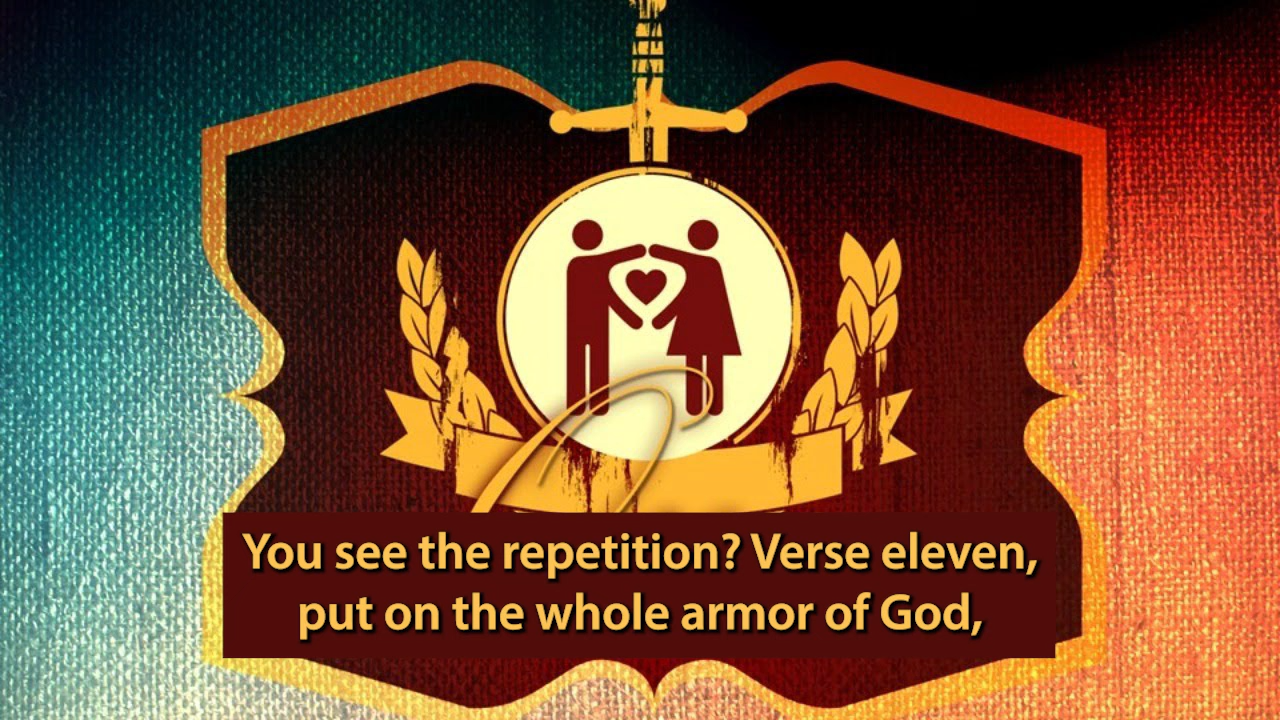 You see the repetition? Verse eleven,
put on the whole armor of God,